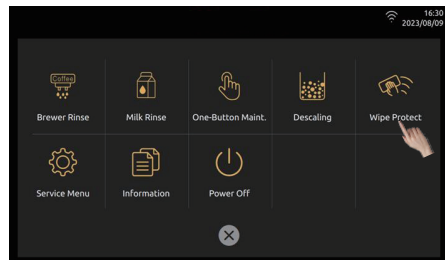 16:30
2023/08/09
Coffee
Brewer Rinse
Milk Rinse
One-Button Maint.
Descaling
Wipe Protect
Service Menu
Information
Power Off